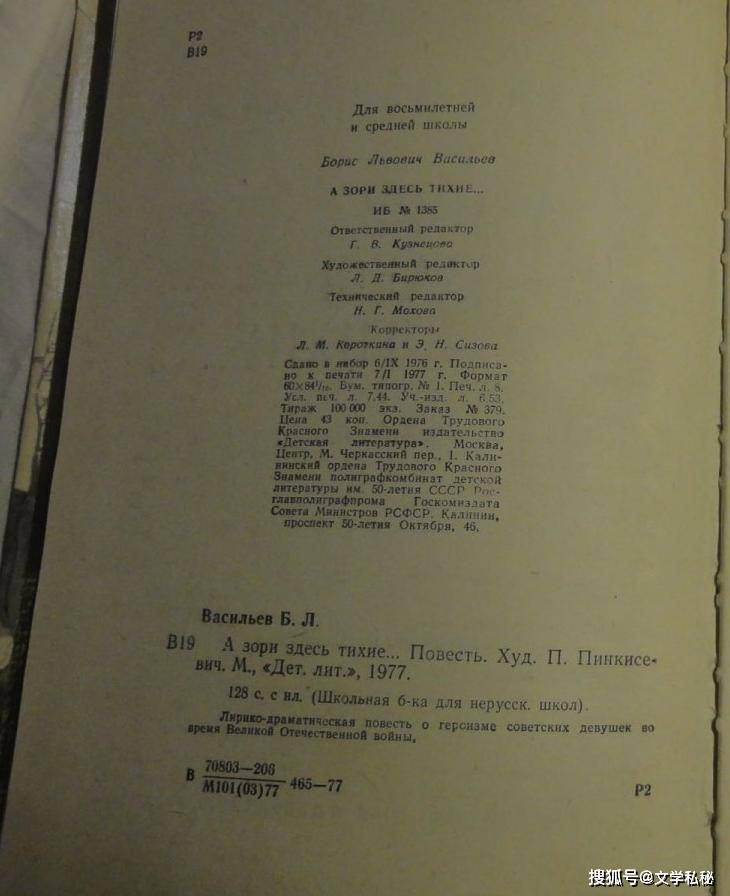 Р2
В19
Для восьмилетней
и средней школы
Борис Львович Васильев
А ЗОРИ ЗДЕСЬ ТИХИЕ...
ИБ № 1385
Ответственный редактор
Г. В. Кузнецова
Художественный редактор
Л. Д. Бирюков
Технический редактор
Н. Г. Мохова
Корректоры
Л. М. Короткина и Э. Н. Сизова
Сдано в набор 6/IX 1976 г. Подписа-
но к печати 7/I 1977 г. Формат
60×84¹/₁₆. Бум. типогр. № 1. Печ. л. 8.
Усл. печ. л. 7,44. Уч.-изд. л. 6,53.
Тираж 100 000 экз. Заказ № 379.
Цена 43 коп. Ордена Трудового
Красного Знамени издательство
«Детская литература». Москва,
Центр, М. Черкасский пер., 1. Кали-
нинский ордена Трудового Красного
Знамени полиграфкомбинат детской
литературы им. 50-летия СССР Рос-
главполиграфпрома Госкомиздата
Совета Министров РСФСР. Калинин,
проспект 50-летия Октября, 46.
Васильев Б. Л.
В19 А зори здесь тихие... Повесть. Худ. П. Пинкисе-
вич. М., «Дет. лит.», 1977.
128 с. с ил. (Школьная б-ка для нерусск. школ).
Лирико-драматическая повесть о героизме советских девушек во
время Великой Отечественной войны.
В 70803—206
М101(03)77 465—77
Р2
搜狐号@文学私秘